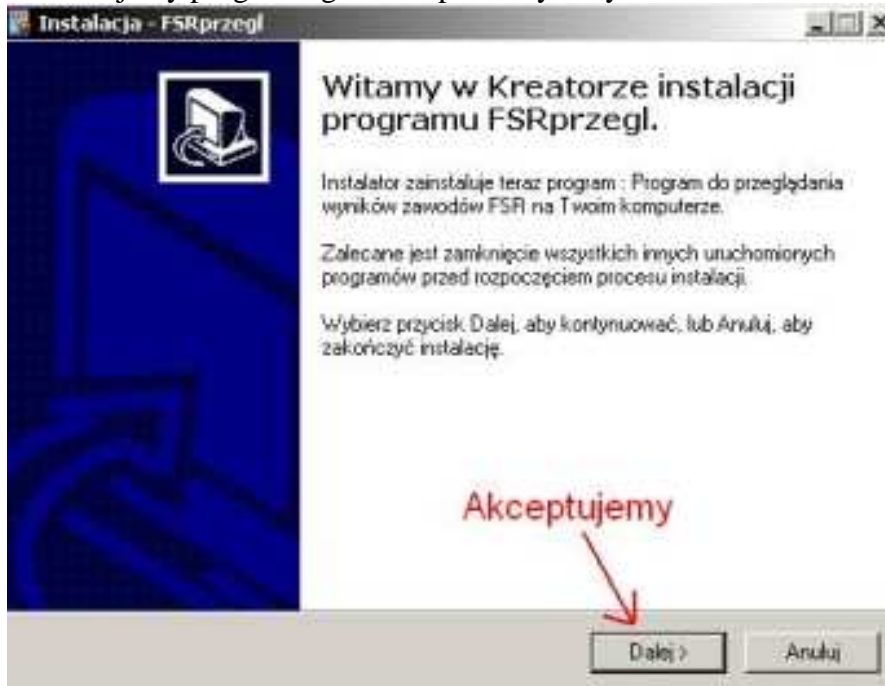 Instalacja - FSRprzegl
Witamy w Kreatorze instalacji
programu FSRprzegl.
Instalator zainstaluje teraz program : Program do przeglądania
wyników zawodów FSR na Twoim komputerze.
Zalecane jest zamknięcie wszystkich innych uruchomionych
programów przed rozpoczęciem procesu instalacji.
Wybierz przycisk Dalej, aby kontynuować, lub Anuluj, aby
zakończyć instalację.
Akceptujemy
Dalej >
Anuluj